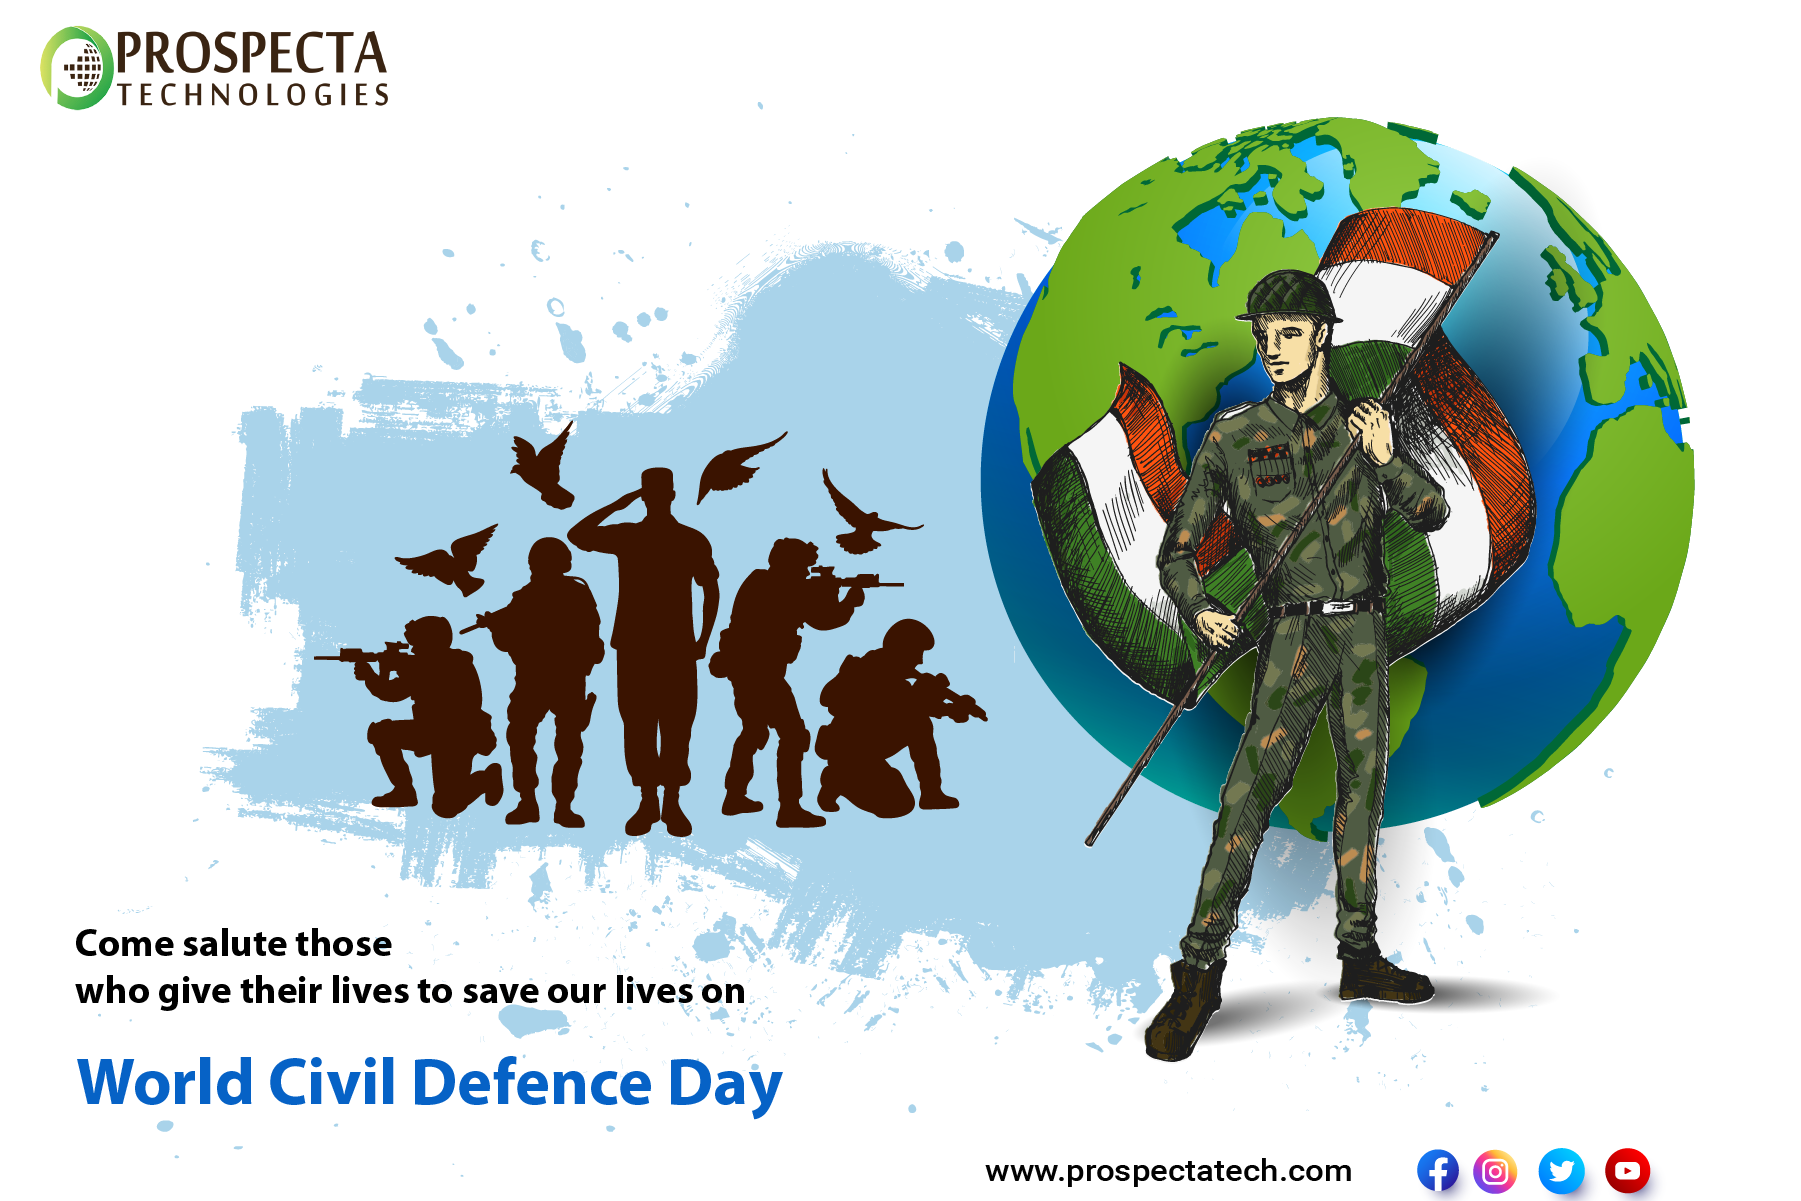 PROSPECTA
TECHNOLOGIES
Come salute those
who give their lives to save our lives on
World Civil Defence Day
www.prospectatech.com